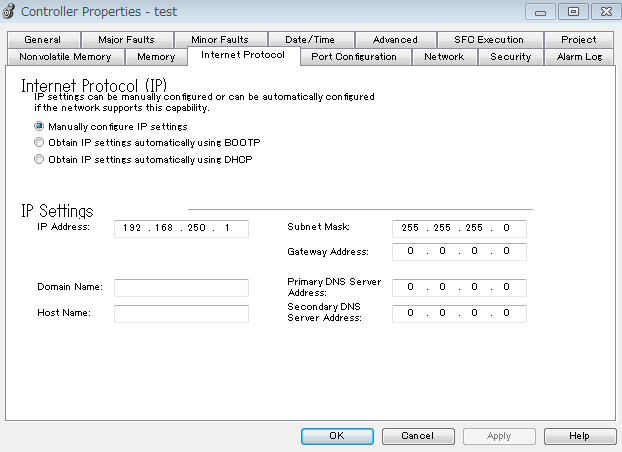 Controller Properties - test
General Major Faults Minor Faults Date/Time Advanced SFC Execution Project
Nonvolatile Memory Memory Internet Protocol Port Configuration Network Security Alarm Log
Internet Protocol (IP)
IP settings can be manually configured or can be automatically configured
if the network supports this capability.
Manually configure IP settings
Obtain IP settings automatically using BOOTP
Obtain IP settings automatically using DHCP
IP Settings
IP Address: 192 . 168 . 250 . 1
Subnet Mask: 255 . 255 . 255 . 0
Gateway Address: 0 . 0 . 0 . 0
Domain Name:
Primary DNS Server
Address: 0 . 0 . 0 . 0
Host Name:
Secondary DNS
Server Address: 0 . 0 . 0 . 0
OK Cancel Apply Help